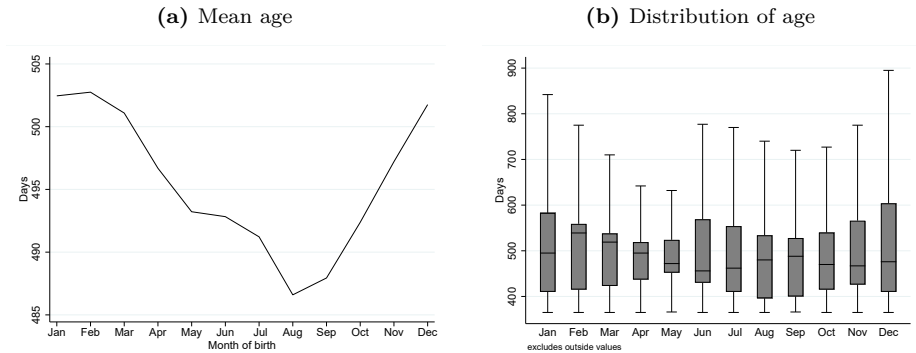 (a) Mean age
505
500
495
490
485
Days
Jan Feb Mar Apr May Jun Jul Aug Sep Oct Nov Dec
Month of birth
(b) Distribution of age
900
800
700
600
500
400
Days
Jan Feb Mar Apr May Jun Jul Aug Sep Oct Nov Dec
excludes outside values